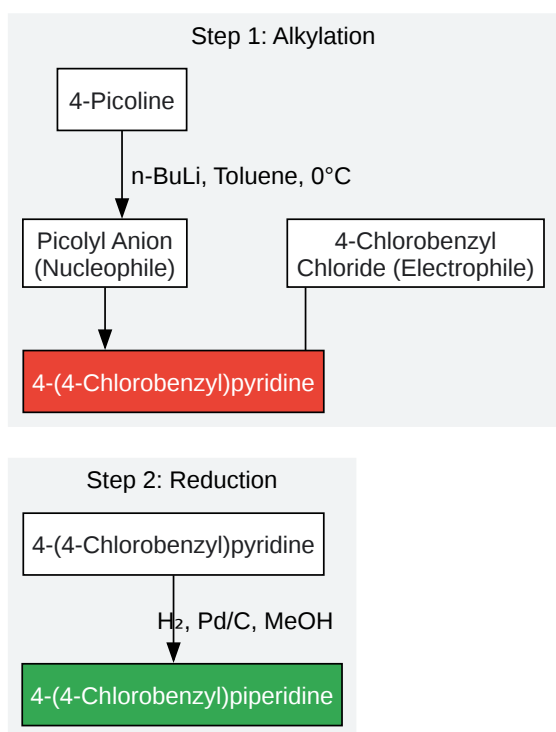 Step 1: Alkylation
4-Picoline
n-BuLi, Toluene, 0°C
Picolyl Anion
(Nucleophile)
4-Chlorobenzyl
Chloride (Electrophile)
4-(4-Chlorobenzyl)pyridine
Step 2: Reduction
4-(4-Chlorobenzyl)pyridine
H₂, Pd/C, MeOH
4-(4-Chlorobenzyl)piperidine